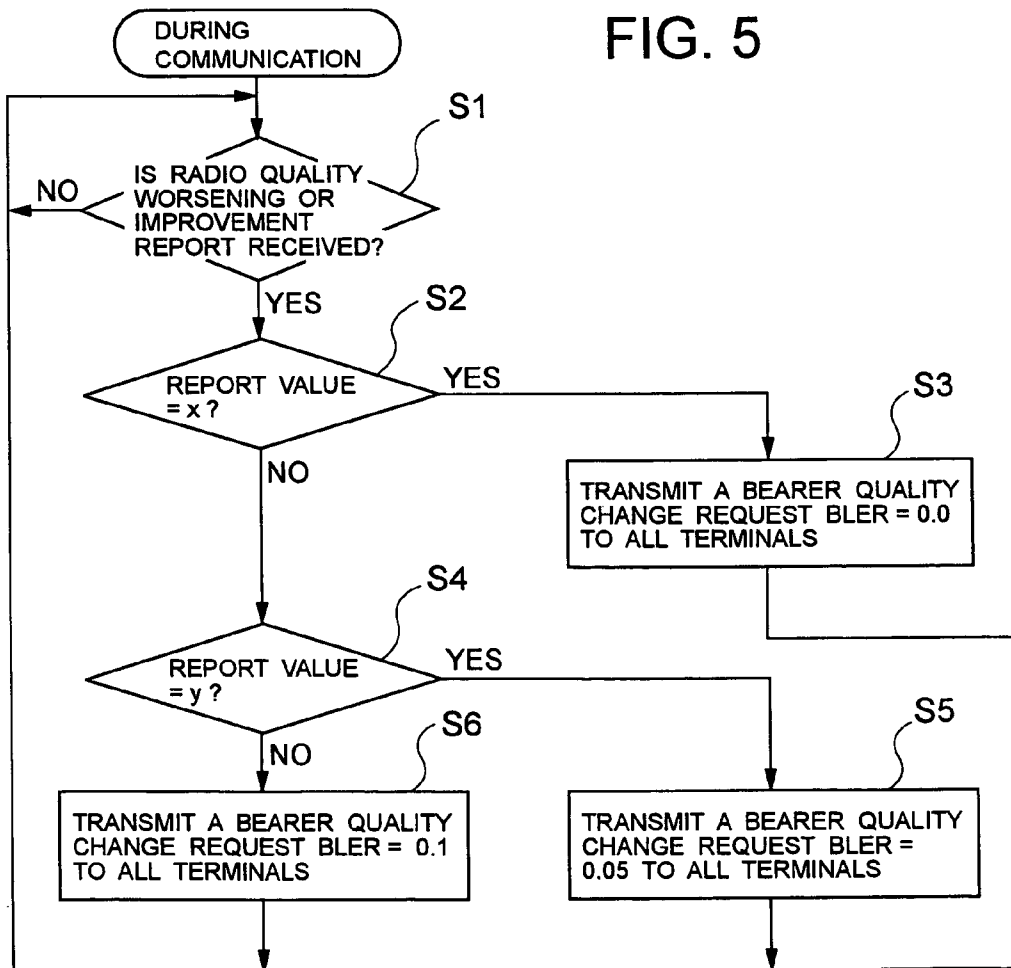 FIG. 5
DURING
COMMUNICATION
S1
IS RADIO QUALITY
WORSENING OR
IMPROVEMENT
REPORT RECEIVED?
NO
YES
S2
REPORT VALUE
= x ?
YES
NO
S3
TRANSMIT A BEARER QUALITY
CHANGE REQUEST BLER = 0.0
TO ALL TERMINALS
S4
REPORT VALUE
= y ?
YES
NO
S6
TRANSMIT A BEARER QUALITY
CHANGE REQUEST BLER = 0.1
TO ALL TERMINALS
S5
TRANSMIT A BEARER QUALITY
CHANGE REQUEST BLER =
0.05 TO ALL TERMINALS